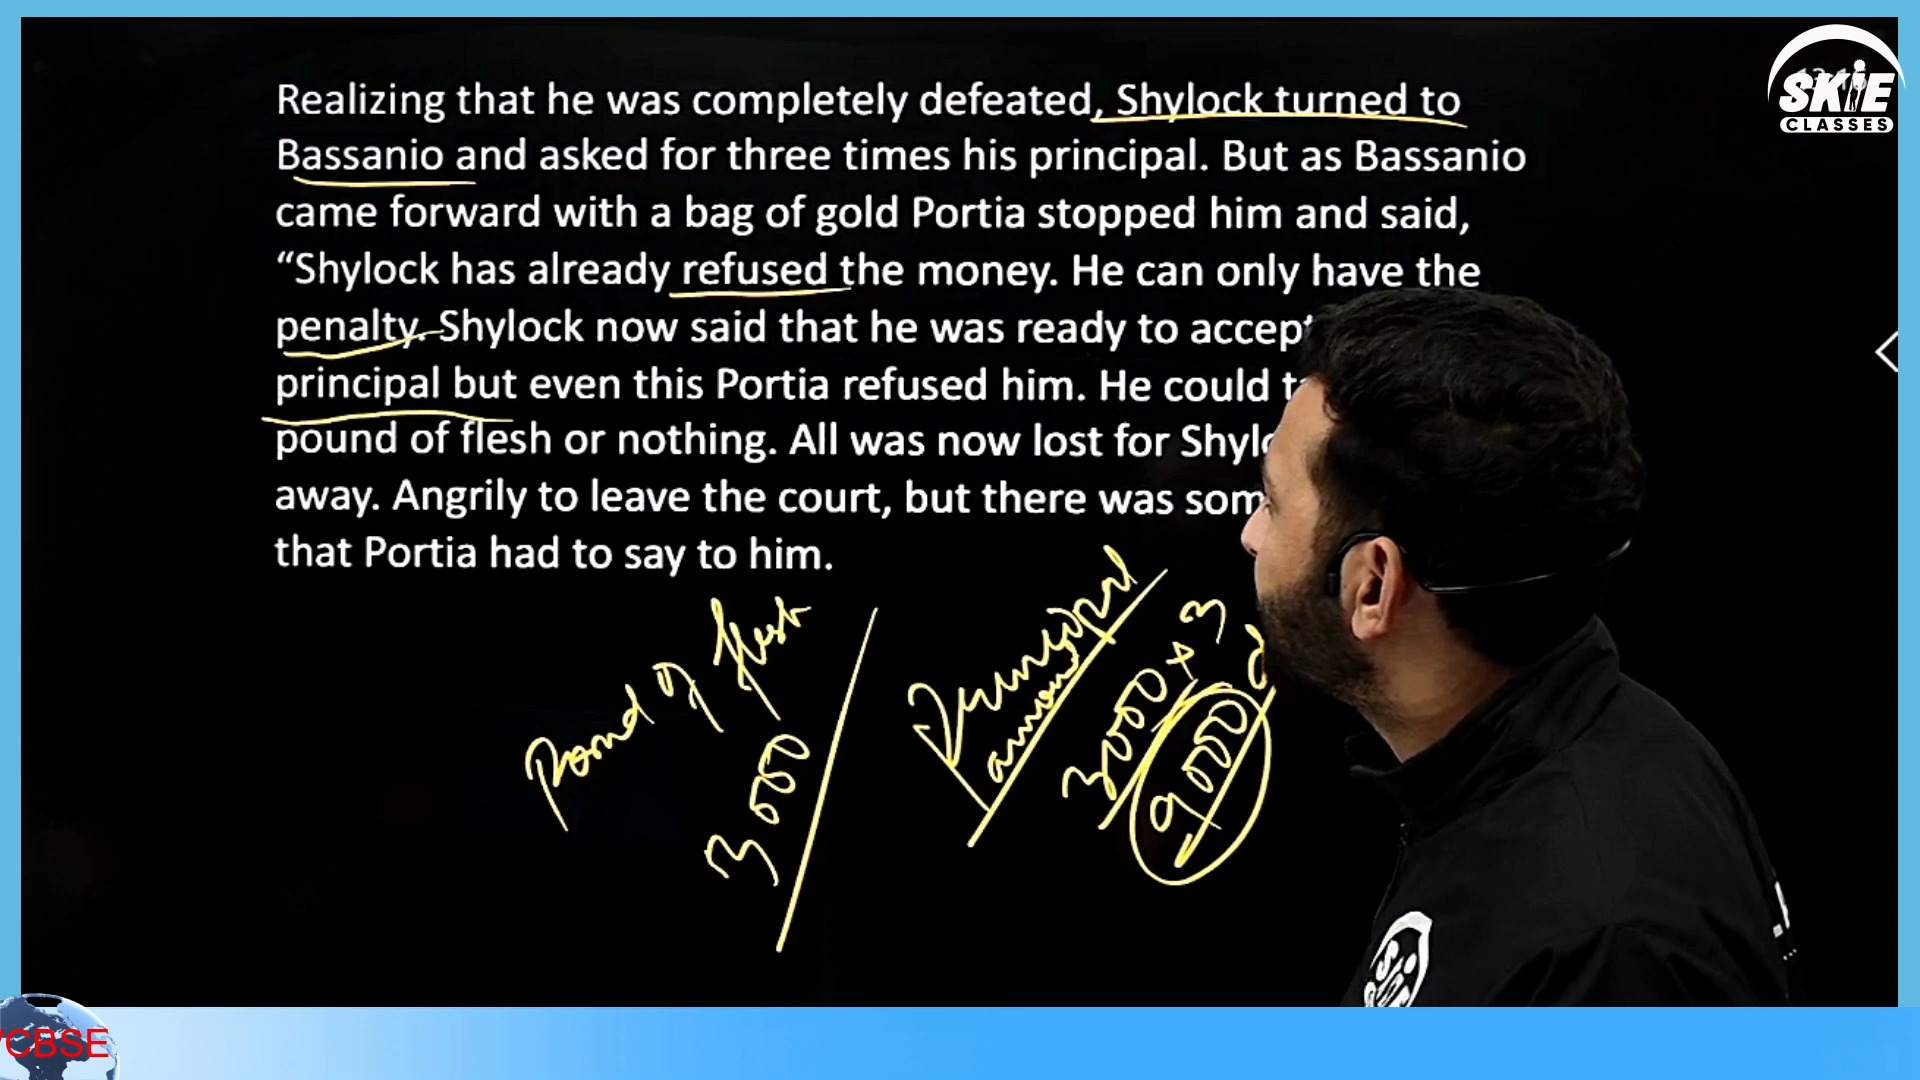 Realizing that he was completely defeated, Shylock turned to
Bassanio and asked for three times his principal. But as Bassanio
came forward with a bag of gold Portia stopped him and said,
“Shylock has already refused the money. He can only have the
penalty. Shylock now said that he was ready to accept
principal but even this Portia refused him. He could
pound of flesh or nothing. All was now lost for
away. Angrily to leave the court, but there was
that Portia had to say to him.
Pound of flesh
3000
Principal
amount
3000 × 3
9000
SKIE
CLASSES
CBSE